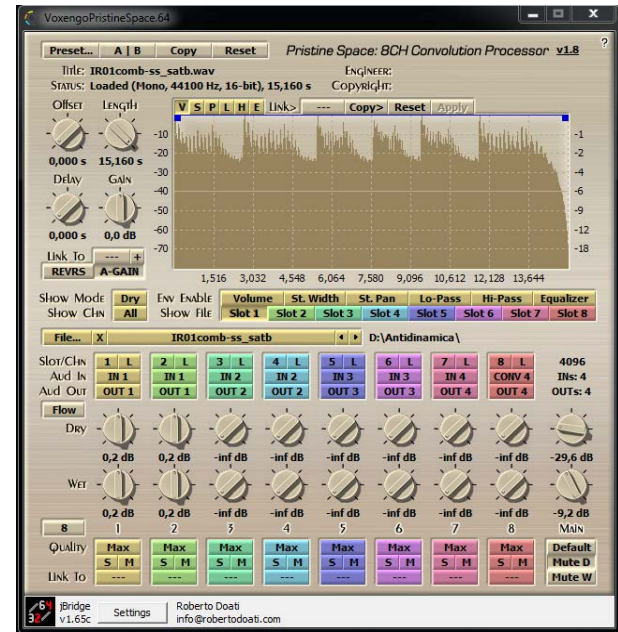 VoxengoPristineSpace.64
Preset... A | B Copy Reset Pristine Space: 8CH Convolution Processor v1.8 ?
Title: IR01comb-ss_satb.wav Engineer:
Status: Loaded (Mono, 44100 Hz, 16-bit), 15,160 s Copyright:
Offset Length V S P L H E Link> --- Copy> Reset Apply
-10 -1
0,000 s 15,160 s -20 -2
-30 -4
Delay Gain -40 -6
-50 -9
-60 -12
0,000 s 0,0 dB -70 -18
Link To --- +
REVRS A-GAIN
1,516 3,032 4,548 6,064 7,580 9,096 10,612 12,128 13,644
Show Mode Dry Env Enable Volume St. Width St. Pan Lo-Pass Hi-Pass Equalizer
Show Chn All Show File Slot 1 Slot 2 Slot 3 Slot 4 Slot 5 Slot 6 Slot 7 Slot 8
File... X IR01comb-ss_satb D:\Antidinamica\
Slot/Chn 1 L 2 L 3 L 4 L 5 L 6 L 7 L 8 L 4096
Aud In IN 1 IN 1 IN 2 IN 2 IN 3 IN 3 IN 4 CONV 4 INs: 4
Aud Out OUT 1 OUT 1 OUT 2 OUT 2 OUT 3 OUT 3 OUT 4 OUT 4 OUTs: 4
Flow
Dry
0,2 dB 0,2 dB -inf dB -inf dB -inf dB -inf dB -inf dB -inf dB -29,6 dB
Wet
0,2 dB 0,2 dB -inf dB -inf dB -inf dB -inf dB -inf dB -inf dB -9,2 dB
8 1 2 3 4 5 6 7 8 Main
Quality Max Max Max Max Max Max Max Max Default
S M S M S M S M S M S M S M S M Mute D
Link To --- --- --- --- --- --- --- --- Mute W
64 32 jBridge v1.65c Settings Roberto Doati
info@robertodoati.com